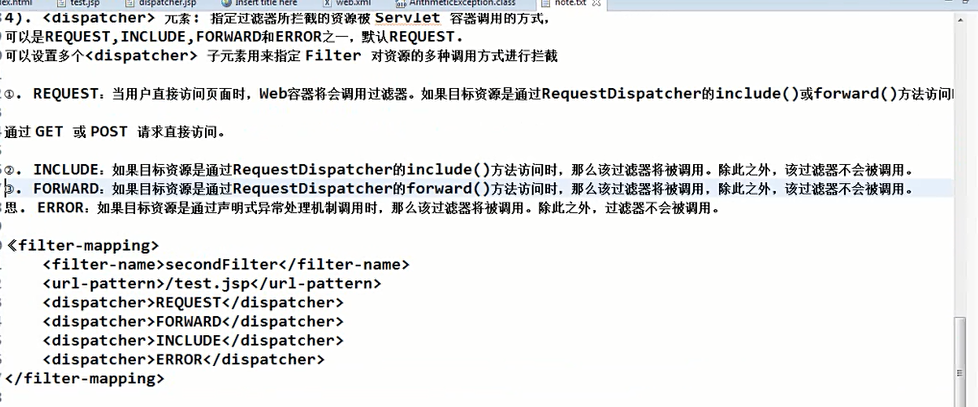 test.jsp dispatcher.jsp Insert title here web.xml ArithmeticException.class note.txt
4). <dispatcher> 元素: 指定过滤器所拦截的资源被 Servlet 容器调用的方式,
可以是REQUEST,INCLUDE,FORWARD和ERROR之一, 默认REQUEST.
可以设置多个<dispatcher> 子元素用来指定 Filter 对资源的多种调用方式进行拦截
①. REQUEST：当用户直接访问页面时，Web容器将会调用过滤器。如果目标资源是通过RequestDispatcher的include()或forward()方法访问
通过 GET 或 POST 请求直接访问。
②. INCLUDE：如果目标资源是通过RequestDispatcher的include()方法访问时，那么该过滤器将被调用。除此之外，该过滤器不会被调用。
③. FORWARD：如果目标资源是通过RequestDispatcher的forward()方法访问时，那么该过滤器将被调用，除此之外，该过滤器不会被调用。
思. ERROR：如果目标资源是通过声明式异常处理机制调用时，那么该过滤器将被调用。除此之外，过滤器不会被调用。
《filter-mapping>
<filter-name>secondFilter</filter-name>
<url-pattern>/test.jsp</url-pattern>
<dispatcher>REQUEST</dispatcher>
<dispatcher>FORWARD</dispatcher>
<dispatcher>INCLUDE</dispatcher>
<dispatcher>ERROR</dispatcher>
</filter-mapping>